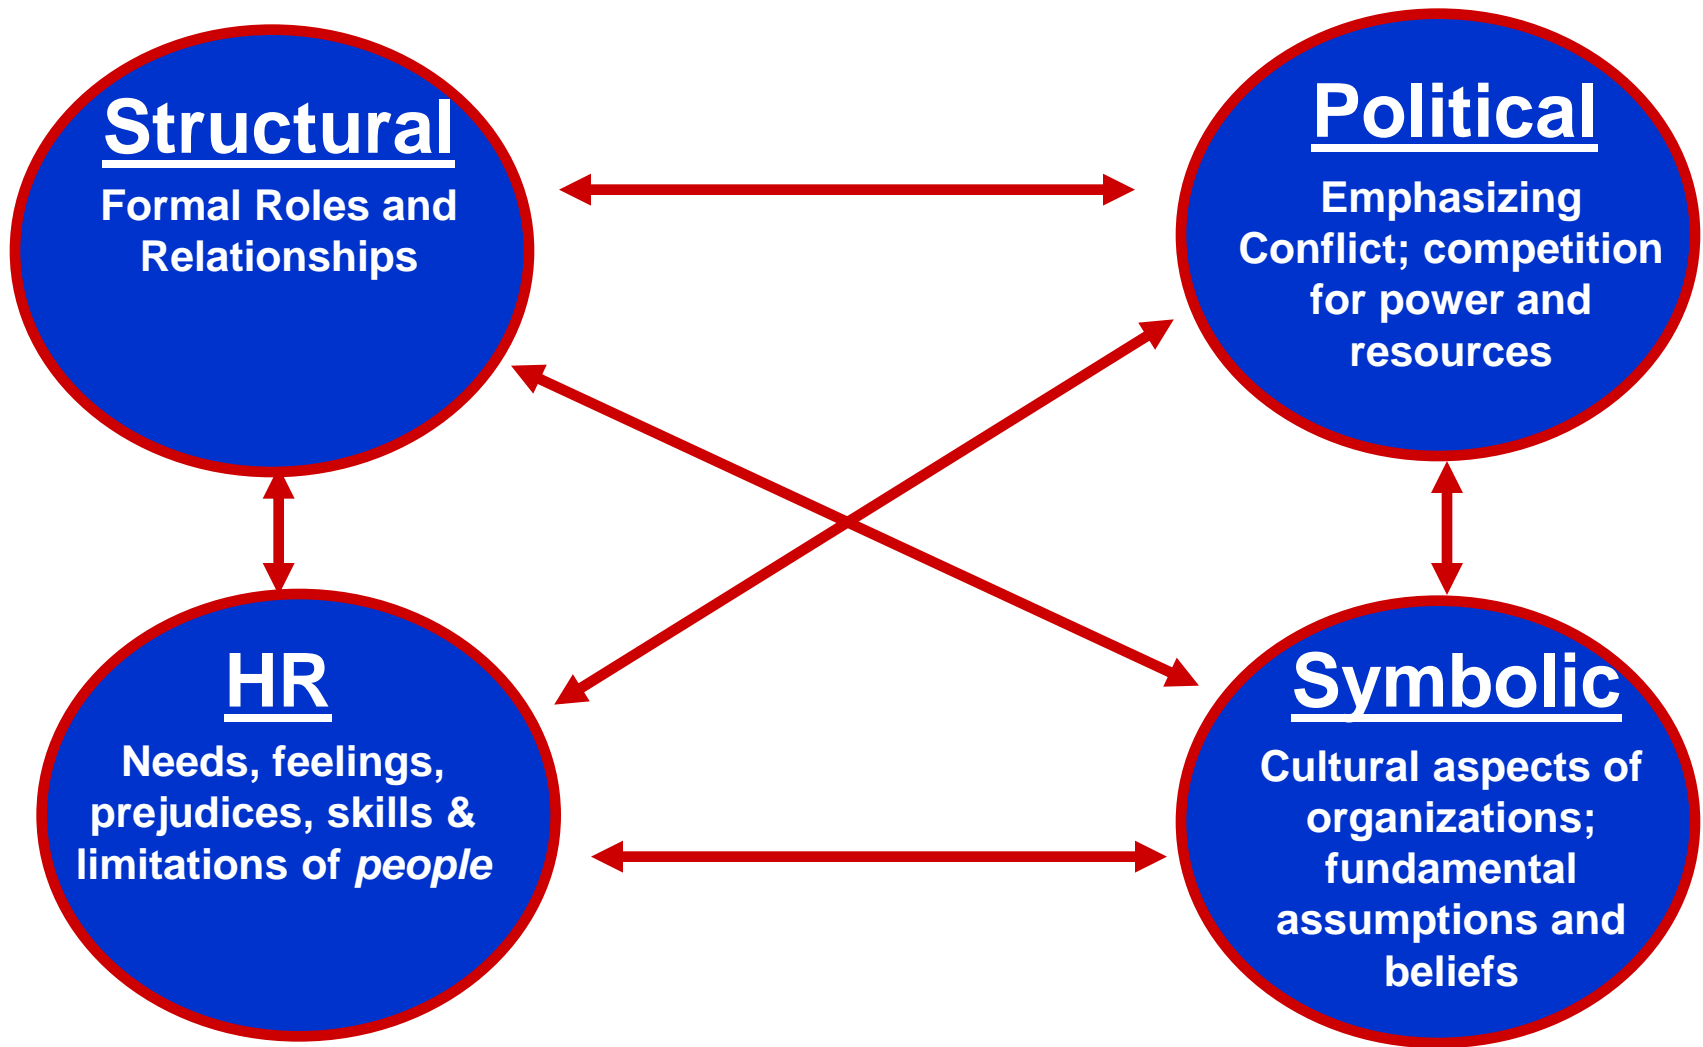 Structural
Formal Roles and
Relationships
Political
Emphasizing
Conflict; competition
for power and
resources
HR
Needs, feelings,
prejudices, skills &
limitations of people
Symbolic
Cultural aspects of
organizations;
fundamental
assumptions and
beliefs